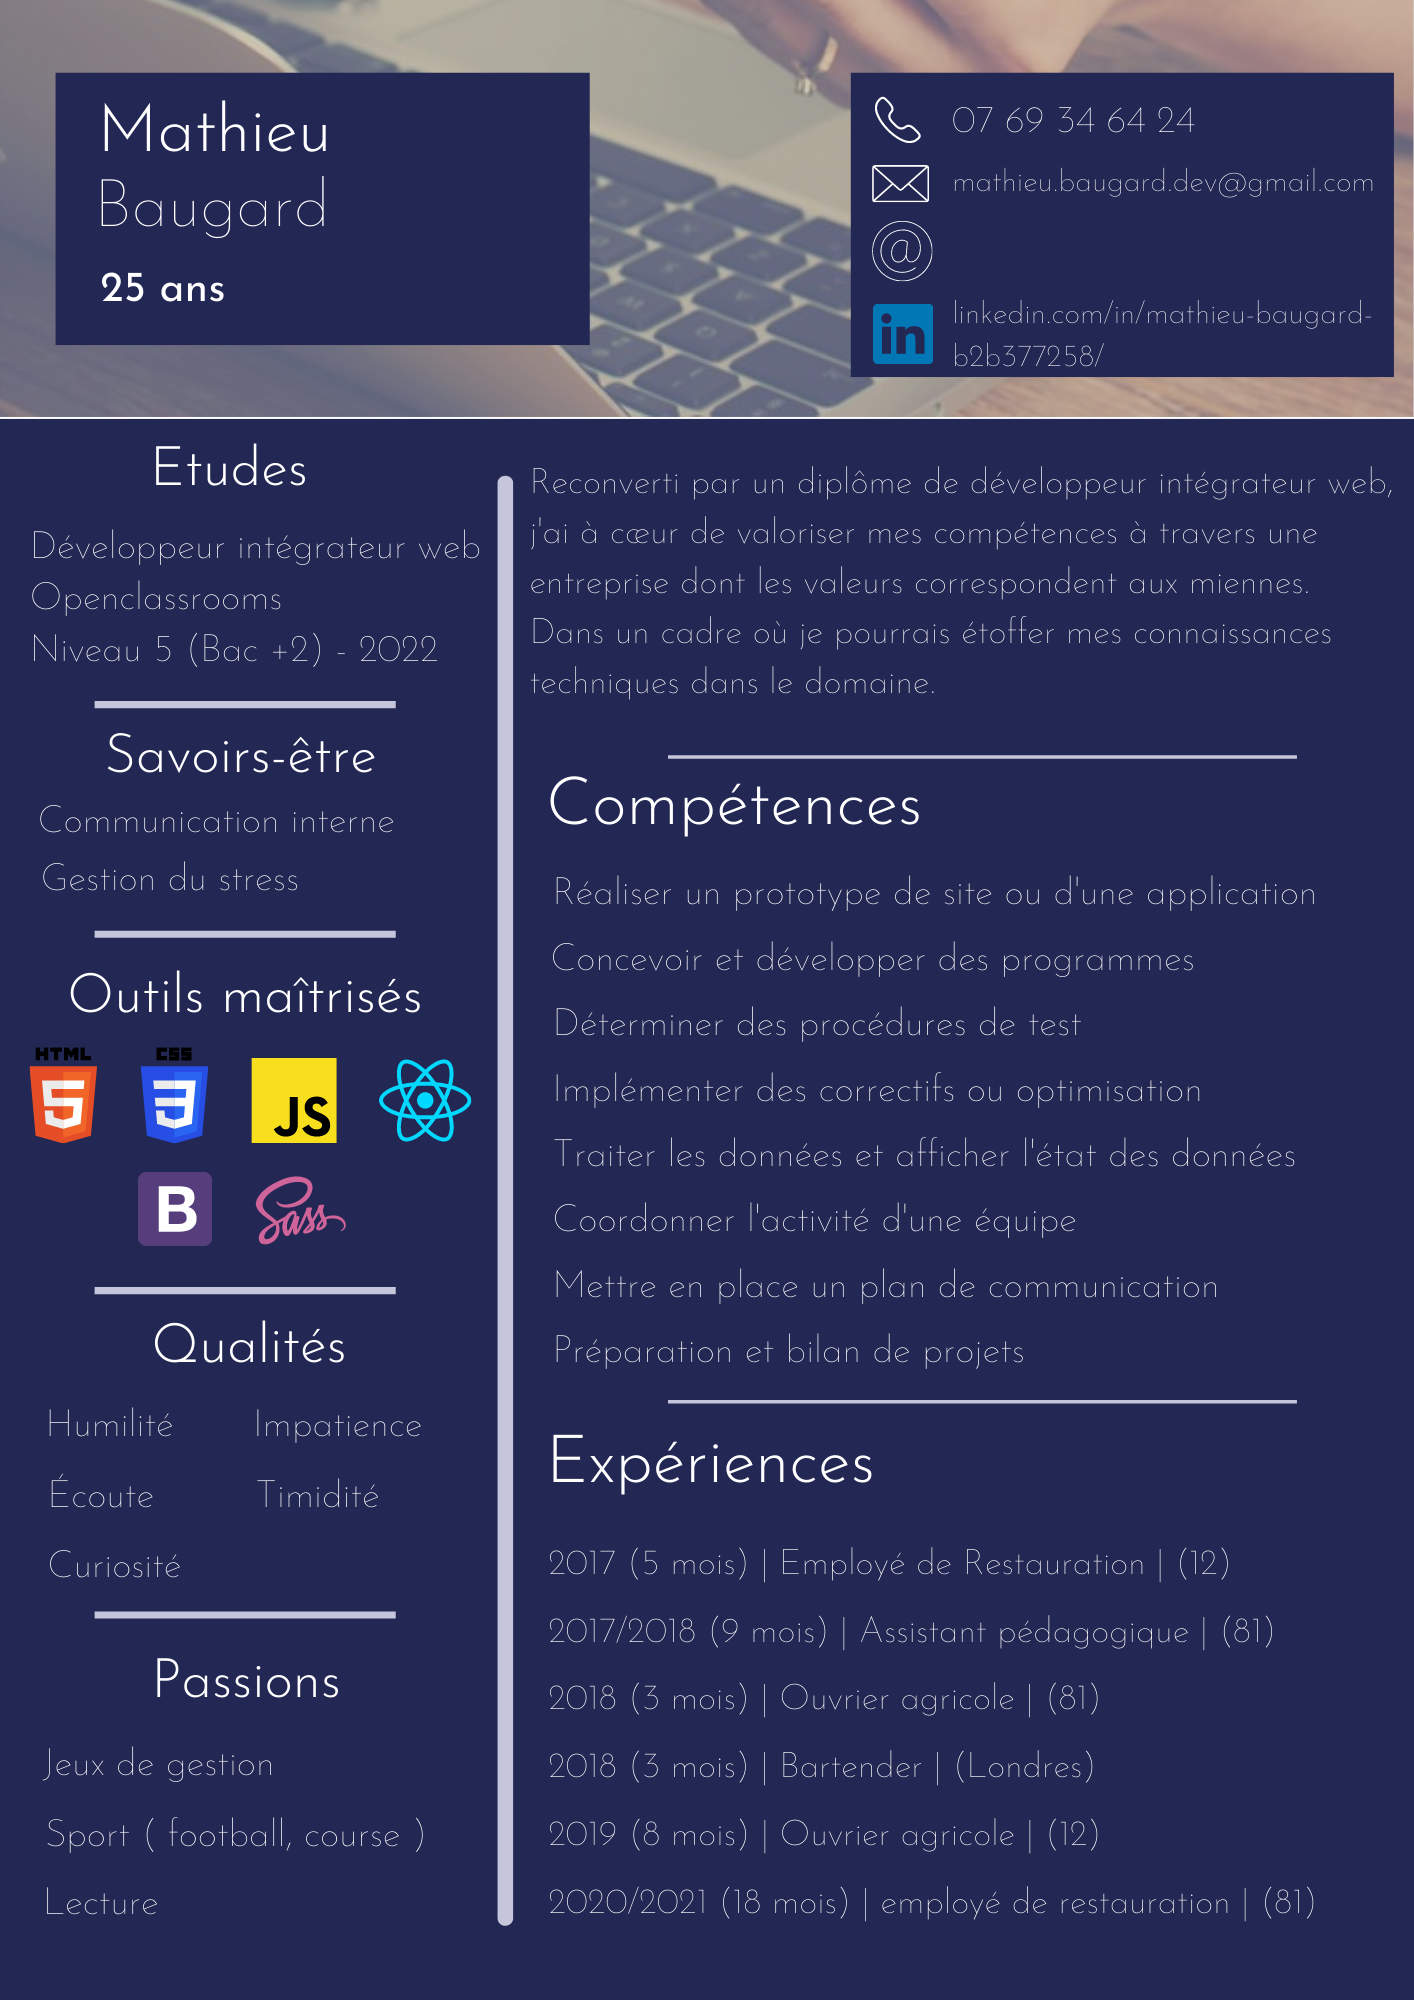 Mathieu
Baugard
25 ans
07 69 34 64 24
mathieu.baugard.dev@gmail.com
linkedin.com/in/mathieu-baugard-
b2b377258/
Etudes
Développeur intégrateur web
Openclassrooms
Niveau 5 (Bac +2) - 2022
Savoirs-être
Communication interne
Gestion du stress
Outils maîtrisés
HTML CSS
5 3 JS
B Sass
Qualités
Humilité Impatience
Écoute Timidité
Curiosité
Passions
Jeux de gestion
Sport ( football, course )
Lecture
Reconverti par un diplôme de développeur intégrateur web,
j'ai à cœur de valoriser mes compétences à travers une
entreprise dont les valeurs correspondent aux miennes.
Dans un cadre où je pourrais étoffer mes connaissances
techniques dans le domaine.
Compétences
Réaliser un prototype de site ou d'une application
Concevoir et développer des programmes
Déterminer des procédures de test
Implémenter des correctifs ou optimisation
Traiter les données et afficher l'état des données
Coordonner l'activité d'une équipe
Mettre en place un plan de communication
Préparation et bilan de projets
Expériences
2017 (5 mois) | Employé de Restauration | (12)
2017/2018 (9 mois) | Assistant pédagogique | (81)
2018 (3 mois) | Ouvrier agricole | (81)
2018 (3 mois) | Bartender | (Londres)
2019 (8 mois) | Ouvrier agricole | (12)
2020/2021 (18 mois) | employé de restauration | (81)